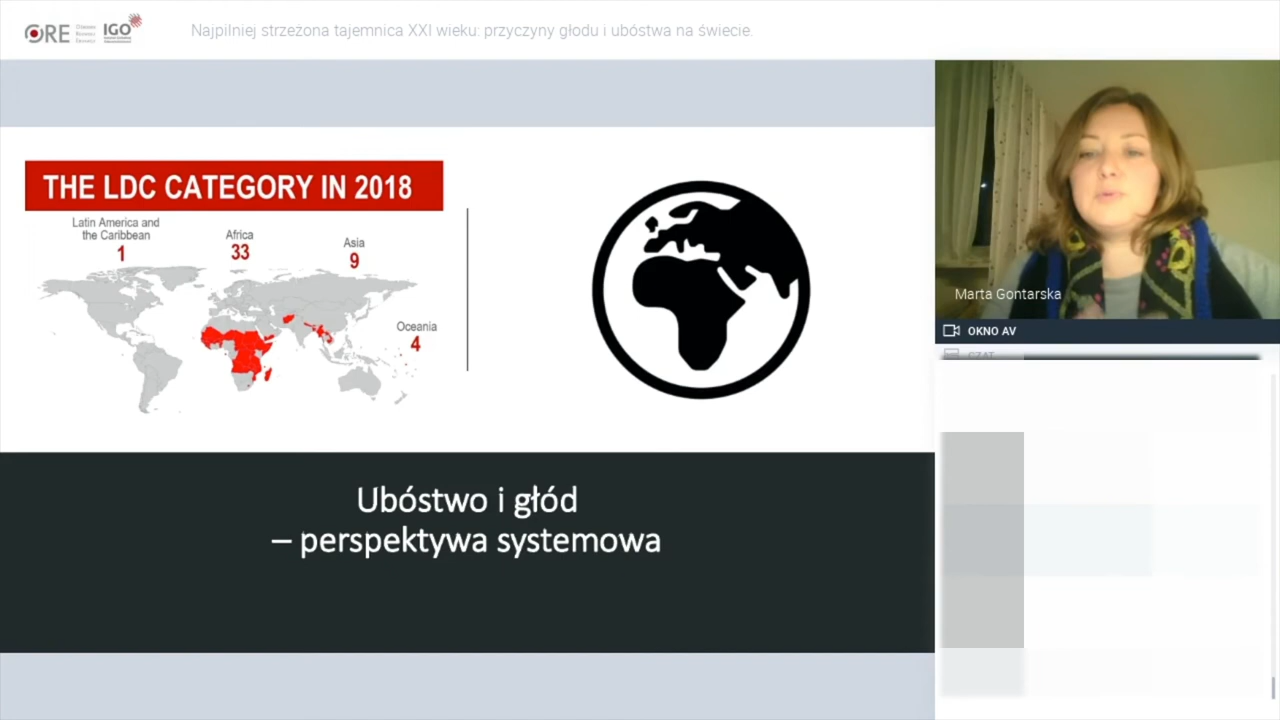 ORE
IGO
Najpilniej strzeżona tajemnica XXI wieku: przyczyny głodu i ubóstwa na świecie.
THE LDC CATEGORY IN 2018
Latin America and
the Caribbean
1
Africa
33
Asia
9
Oceania
4
Ubóstwo i głód
– perspektywa systemowa
Marta Gontarska
OKNO AV
CZAT